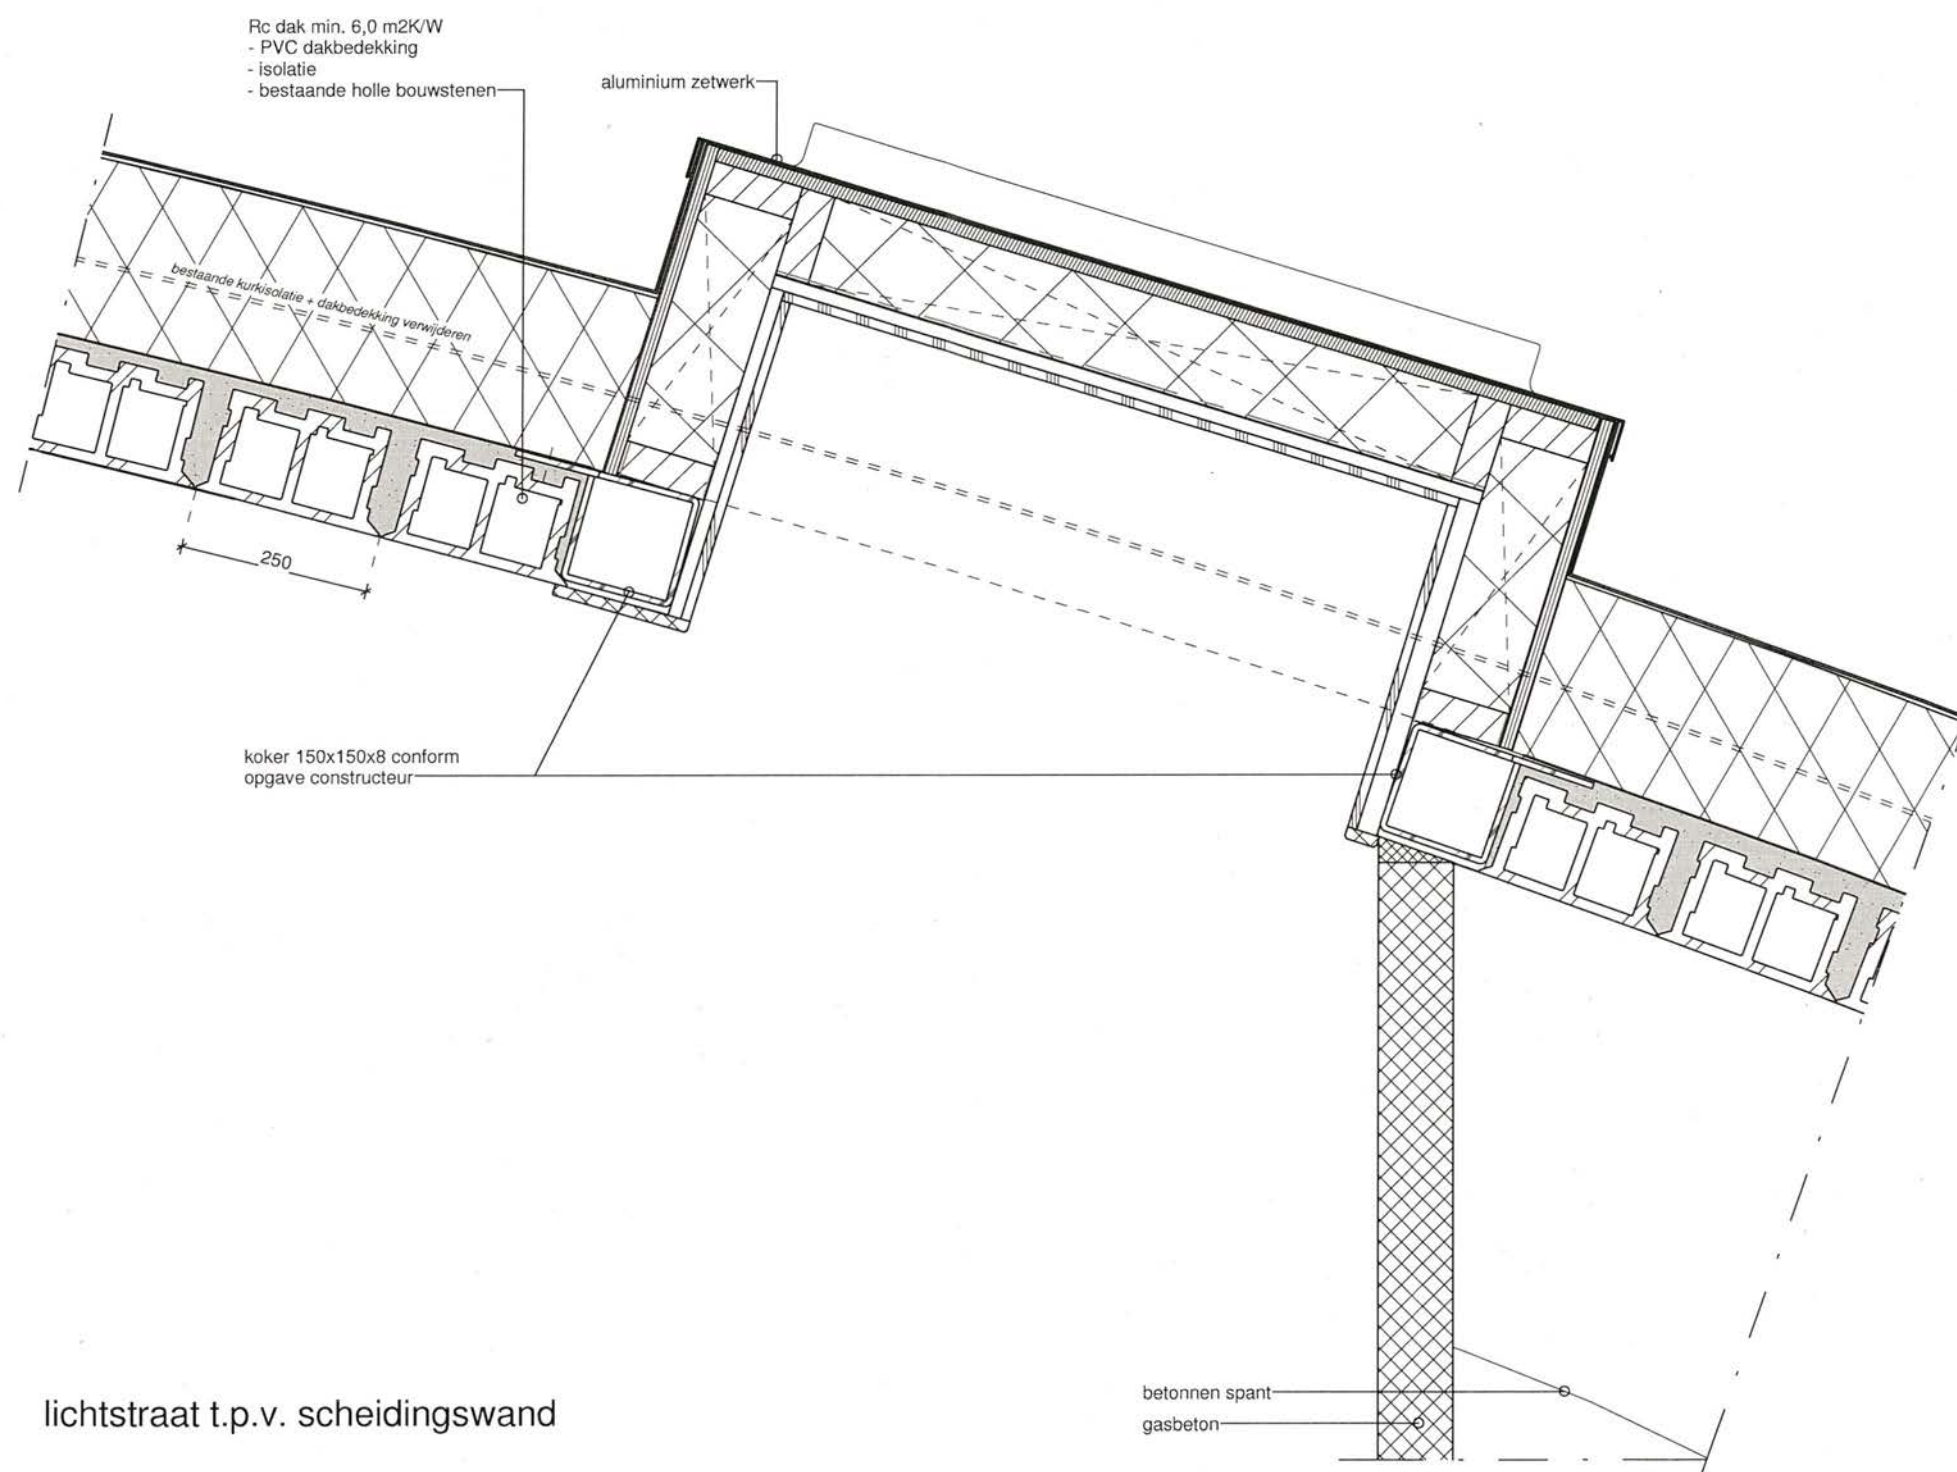 Rc dak min. 6,0 m2K/W
- PVC dakbedekking
- isolatie
- bestaande holle bouwstenen
aluminium zetwerk
bestaande kurkisolatie + dakbedekking verwijderen
250
koker 150x150x8 conform
opgave constructeur
betonnen spant
gasbeton
lichtstraat t.p.v. scheidingswand